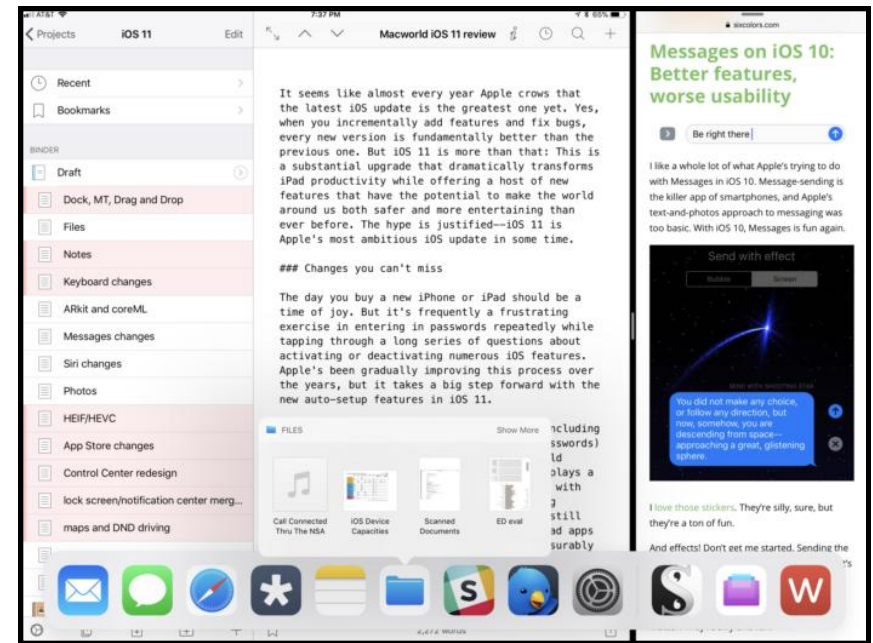 AT&T
7:37 PM
65%
Projects
iOS 11
Edit
Recent
Bookmarks
BINDER
Draft
Dock, MT, Drag and Drop
Files
Notes
Keyboard changes
ARkit and coreML
Messages changes
Siri changes
Photos
HEIF/HEVC
App Store changes
Control Center redesign
lock screen/notification center merg...
maps and DND driving
Macworld iOS 11 review
It seems like almost every year Apple crows that
the latest iOS update is the greatest one yet. Yes,
when you incrementally add features and fix bugs,
every new version is fundamentally better than the
previous one. But iOS 11 is more than that: This is
a substantial upgrade that dramatically transforms
iPad productivity while offering a host of new
features that have the potential to make the world
around us both safer and more entertaining than
ever before. The hype is justified--iOS 11 is
Apple's most ambitious iOS update in some time.
### Changes you can't miss
The day you buy a new iPhone or iPad should be a
time of joy. But it's frequently a frustrating
exercise in entering in passwords repeatedly while
tapping through a long series of questions about
activating or deactivating numerous iOS features.
Apple's been gradually improving this process over
the years, but it takes a big step forward with the
new auto-setup features in iOS 11.
FILES
Show More
Call Connected
Thru The NSA
iOS Device
Capacities
Scanned
Documents
ED eval
with
still
apps
2,272 words
sixcolors.com
Messages on iOS 10:
Better features,
worse usability
Be right there
I like a whole lot of what Apple's trying to do
with Messages in iOS 10. Message-sending is
the killer app of smartphones, and Apple's
text-and-photos approach to messaging was
too basic. With iOS 10, Messages is fun again.
Send with effect
Bubble
Screen
SEND WITH SHOOTING STAR
You did not make any choice,
or follow any direction, but
now, somehow, you are
descending from space--
approaching a great, glistening
sphere.
I love those stickers. They're silly, sure, but
they're a ton of fun.
And effects! Don't get me started. Sending the
S
S
W